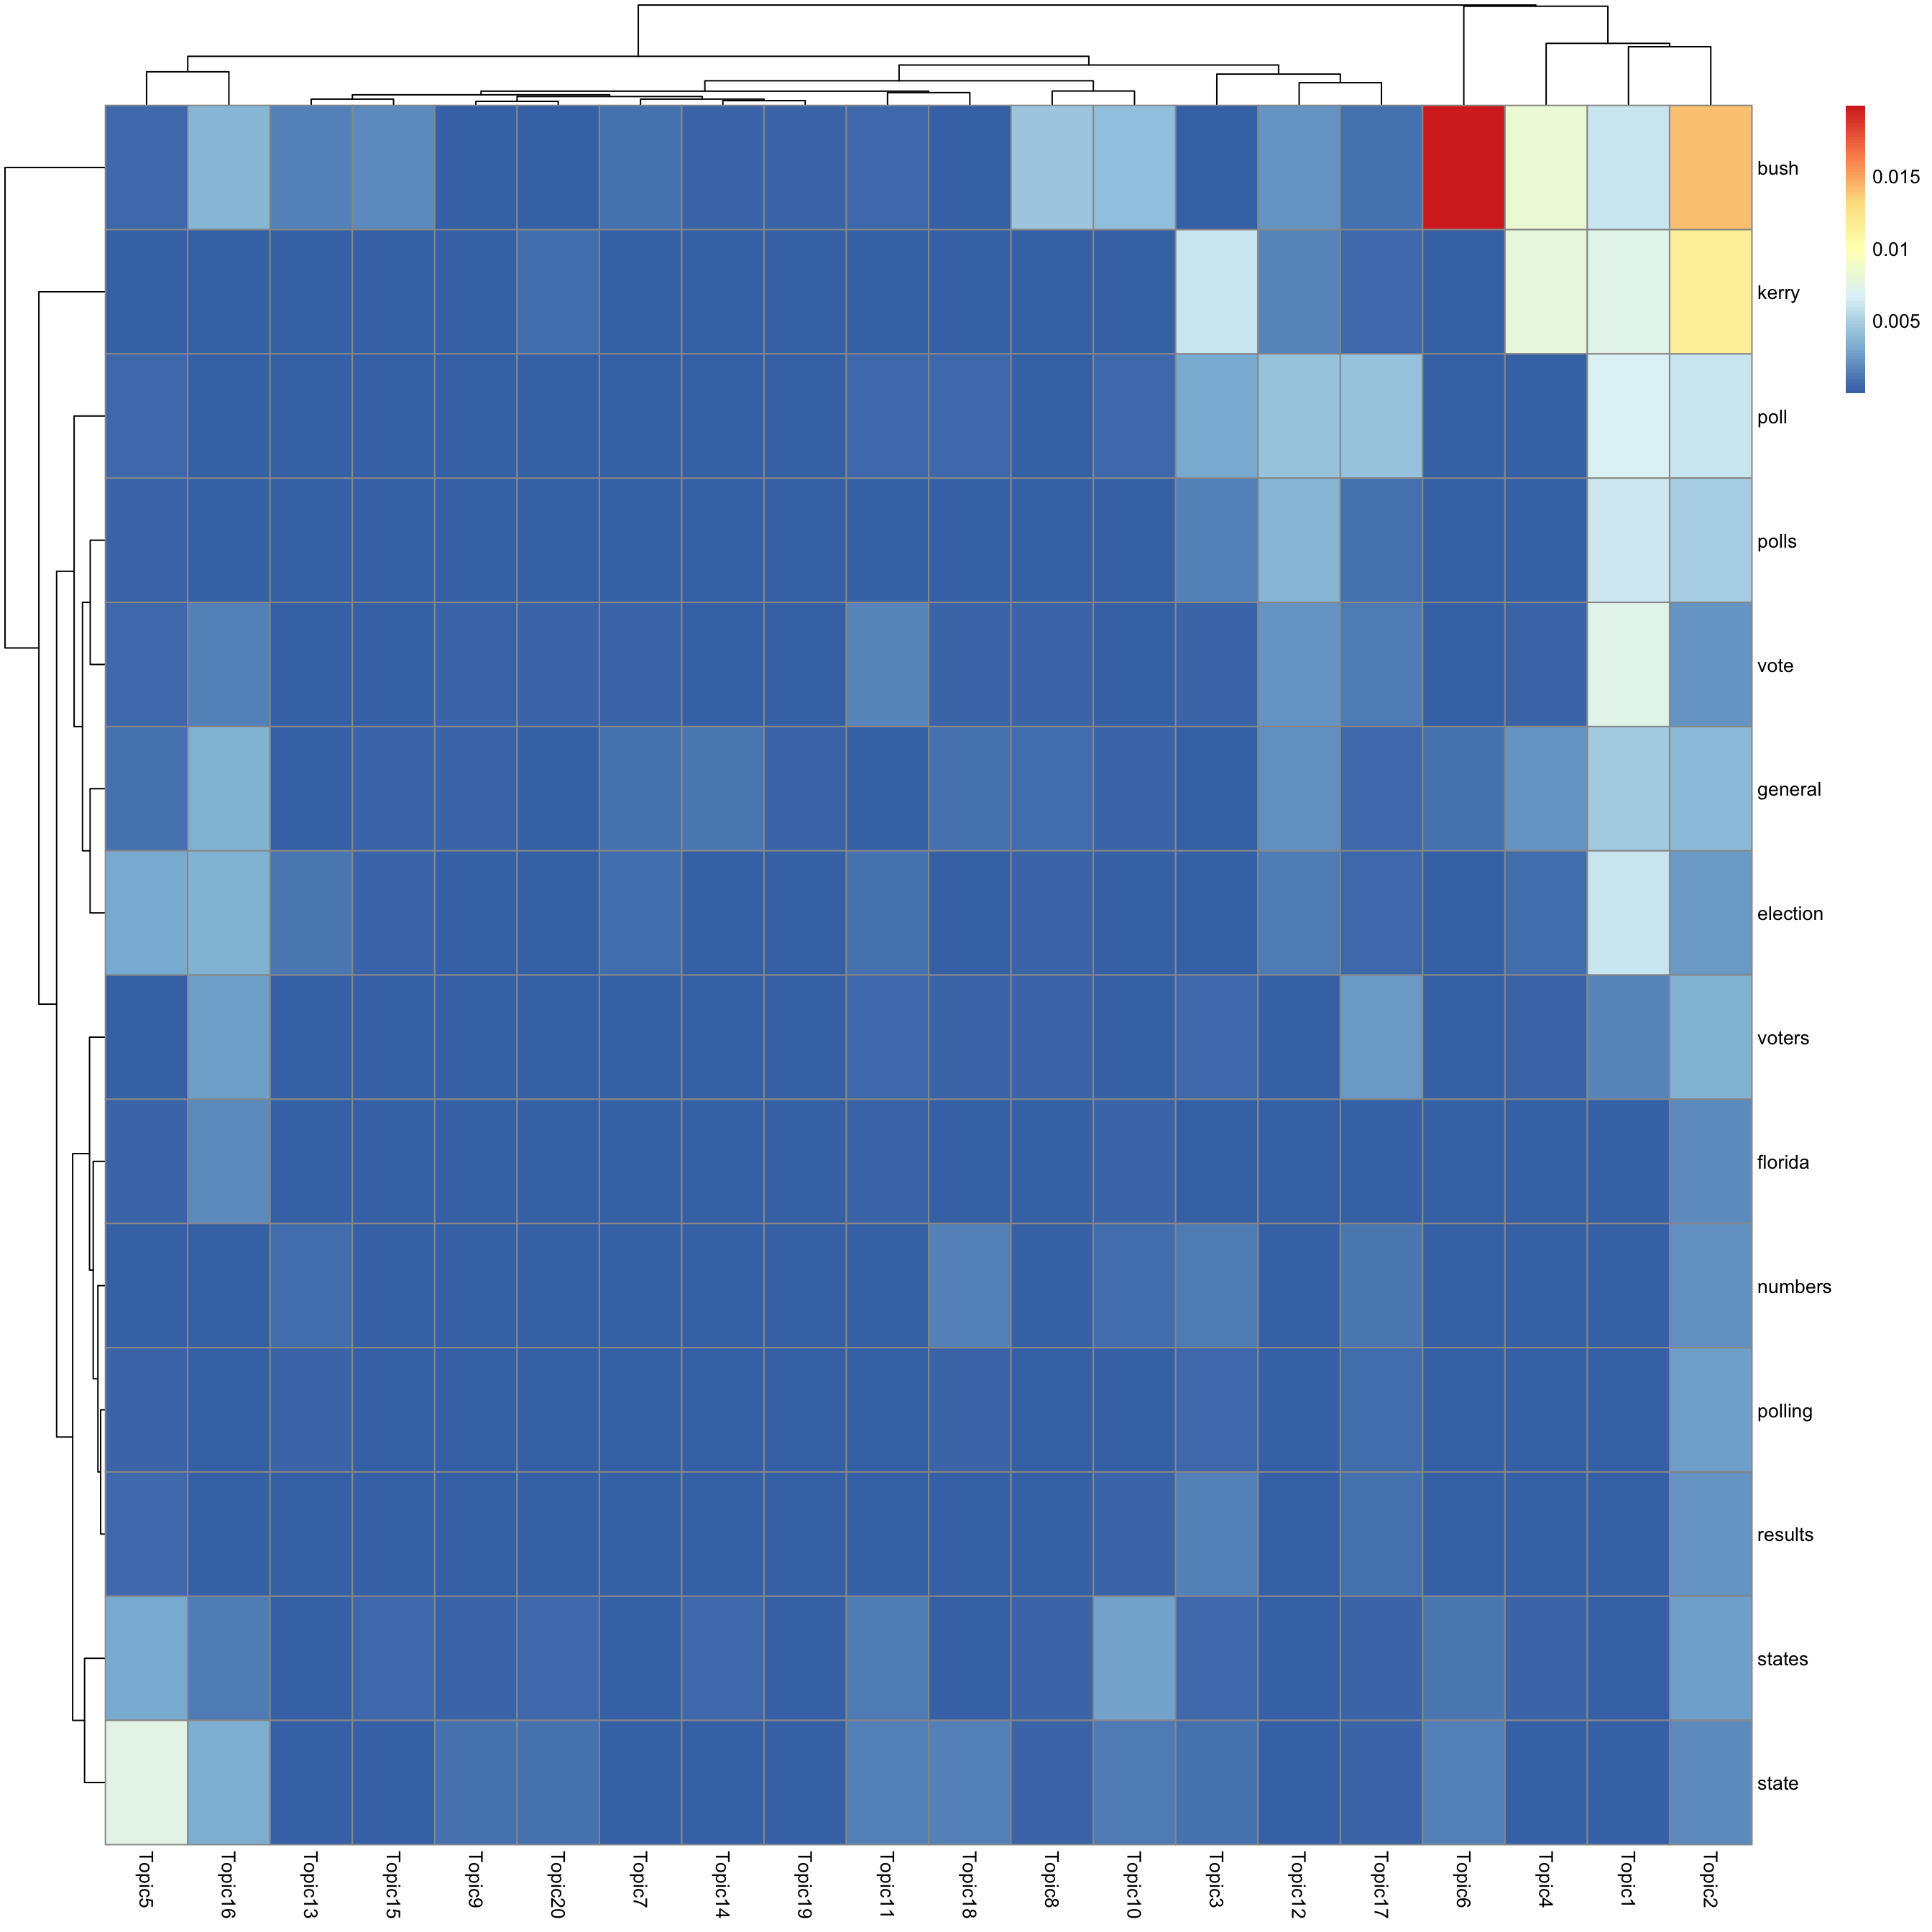 bush
kerry
poll
polls
vote
general
election
voters
florida
numbers
polling
results
states
state
0.015
0.01
0.005
Topic5
Topic16
Topic13
Topic15
Topic9
Topic20
Topic7
Topic14
Topic19
Topic11
Topic18
Topic8
Topic10
Topic3
Topic12
Topic17
Topic6
Topic4
Topic1
Topic2